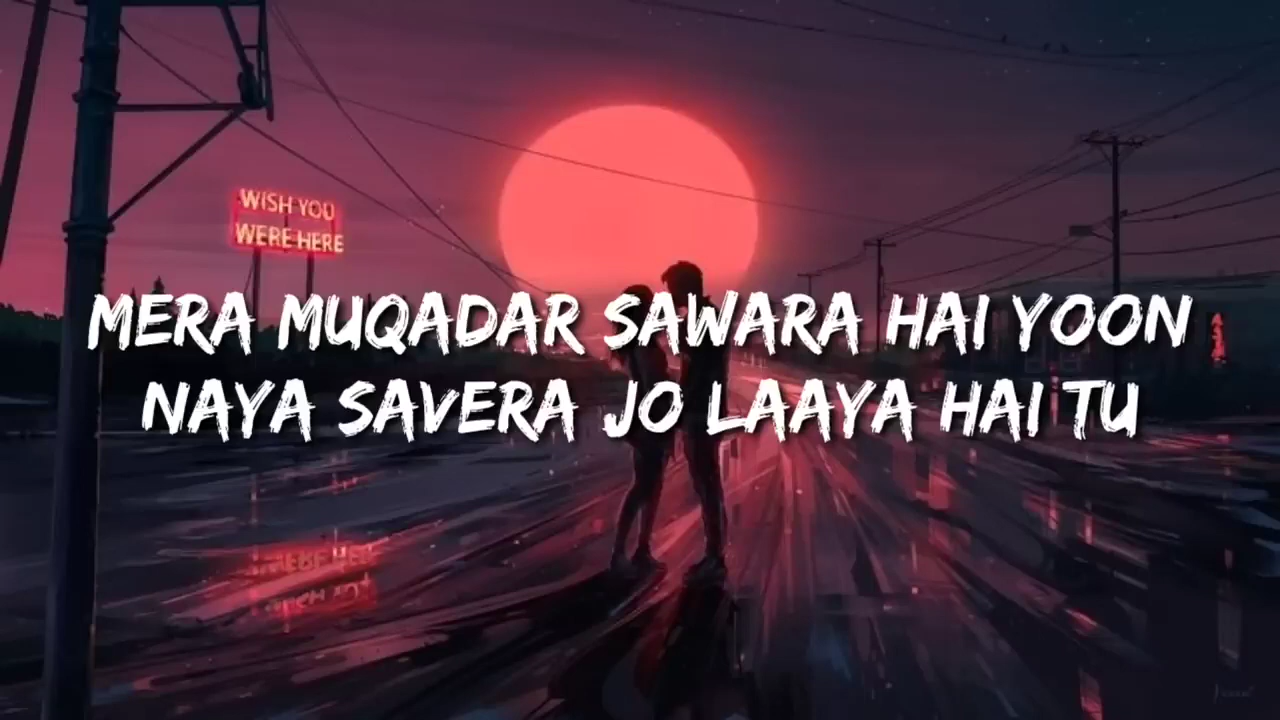 WISH YOU
WERE HERE
MERA MUQADAR SAWARA HAI YOON
NAYA SAVERA JO LAAYA HAI TU